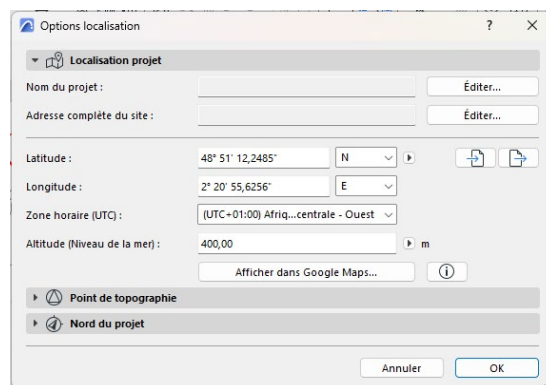 Options localisation
?
Localisation projet
Nom du projet :
Éditer...
Adresse complète du site :
Éditer...
Latitude :
48° 51' 12,2485"
N
Longitude :
2° 20' 55,6256"
E
Zone horaire (UTC) :
(UTC+01:00) Afriq...centrale - Ouest
Altitude (Niveau de la mer) :
400,00
m
Afficher dans Google Maps...
Point de topographie
Nord du projet
Annuler
OK